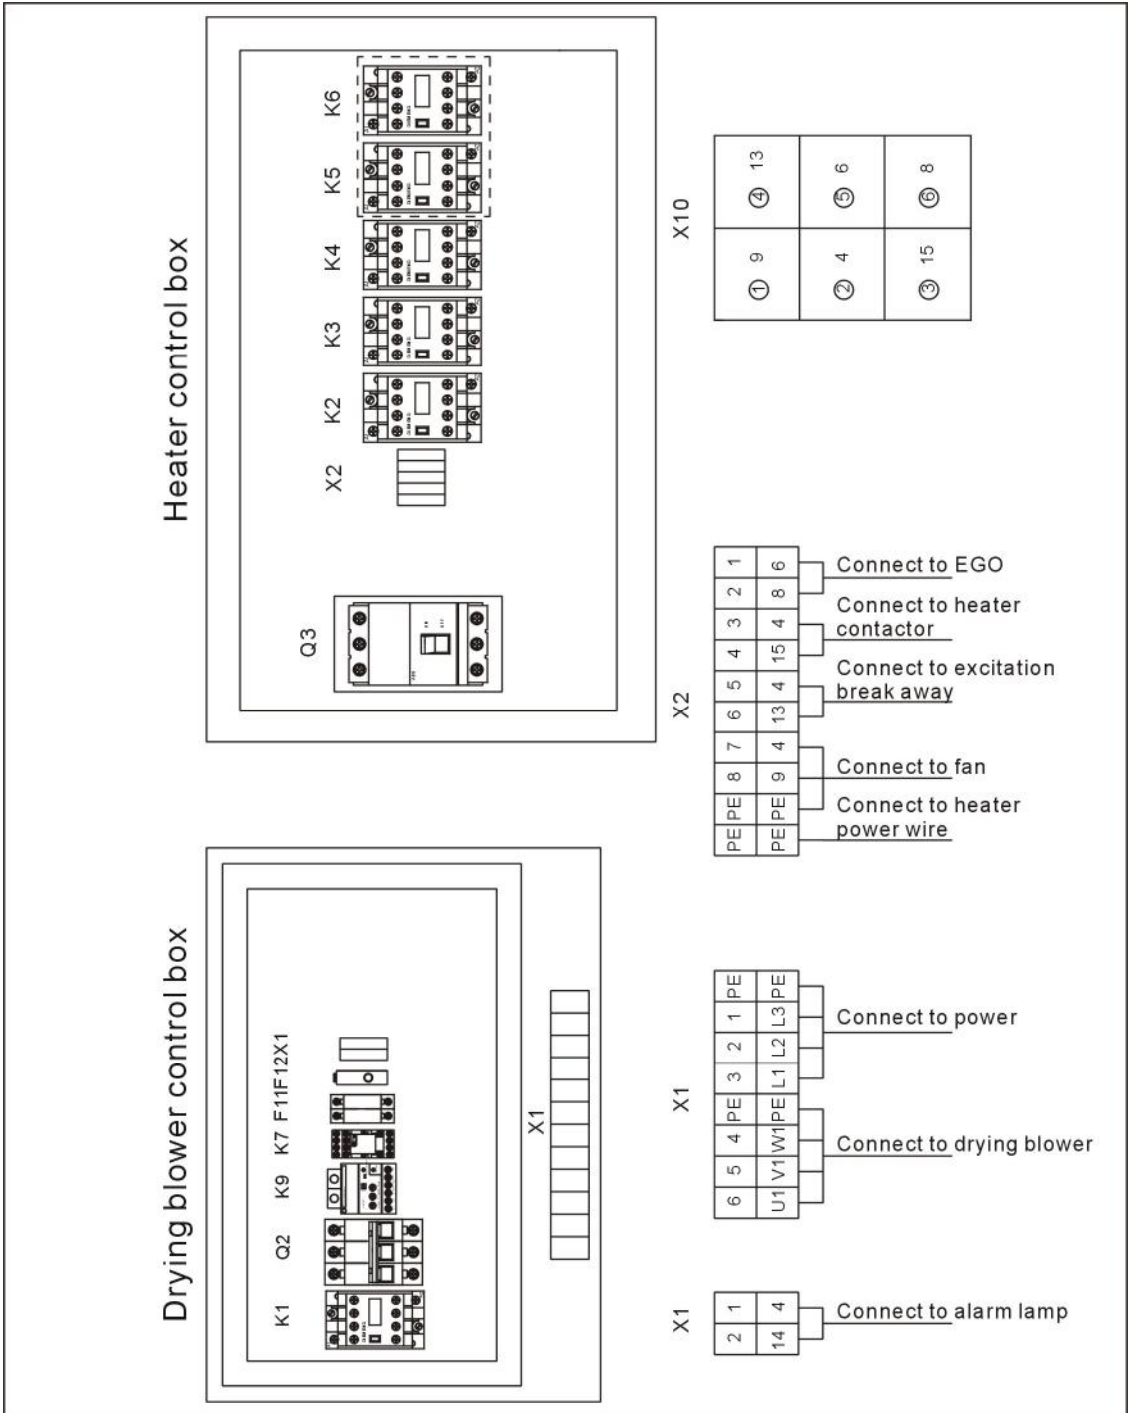 Heater control box
K6
K5
K4
K3
K2
X2
Q3
X10
④ 13
⑤ 6
⑥ 8
① 9
② 4
③ 15
X2
1 6
2 8
3 4
4 15
5 4
6 13
7 4
8 9
PE PE
PE PE
Connect to EGO
Connect to heater
contactor
Connect to excitation
break away
Connect to fan
Connect to heater
power wire
Drying blower control box
F11F12X1
K7
K9
Q2
K1
X1
X1
PE PE
1 L3
2 L2
3 L1
PE PE
4 W1
5 V1
6 U1
Connect to power
Connect to drying blower
X1
1 4
2 14
Connect to alarm lamp